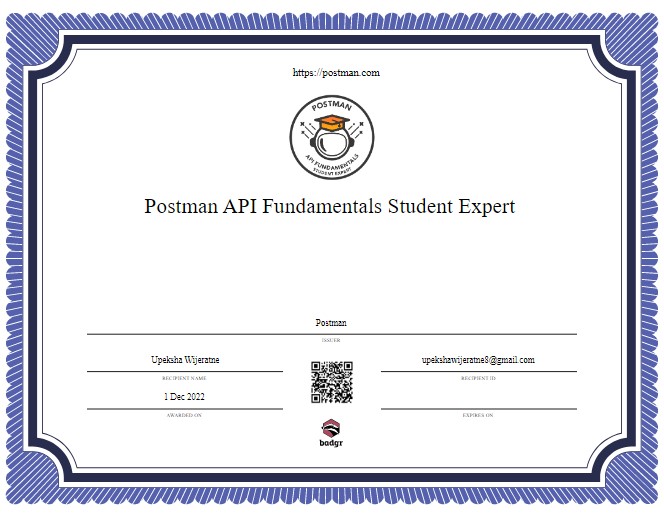 https://postman.com
POSTMAN
API FUNDAMENTALS
STUDENT EXPERT
Postman API Fundamentals Student Expert
Postman
ISSUER
Upeksha Wijeratne
RECIPIENT NAME
upekshawijeratne8@gmail.com
RECIPIENT ID
1 Dec 2022
AWARDED ON
EXPIRES ON
badgr